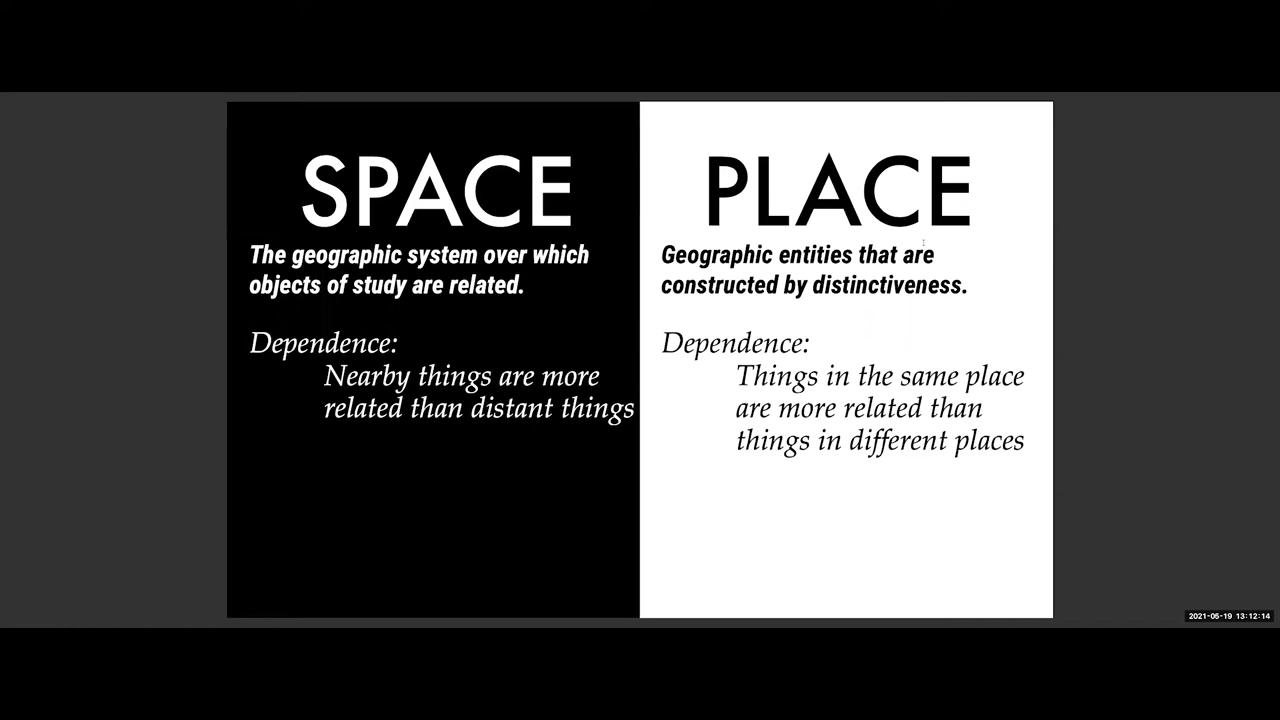 SPACE
The geographic system over which
objects of study are related.
Dependence:
Nearby things are more
related than distant things
PLACE
Geographic entities that are
constructed by distinctiveness.
Dependence:
Things in the same place
are more related than
things in different places
2021-05-19 13:12:14